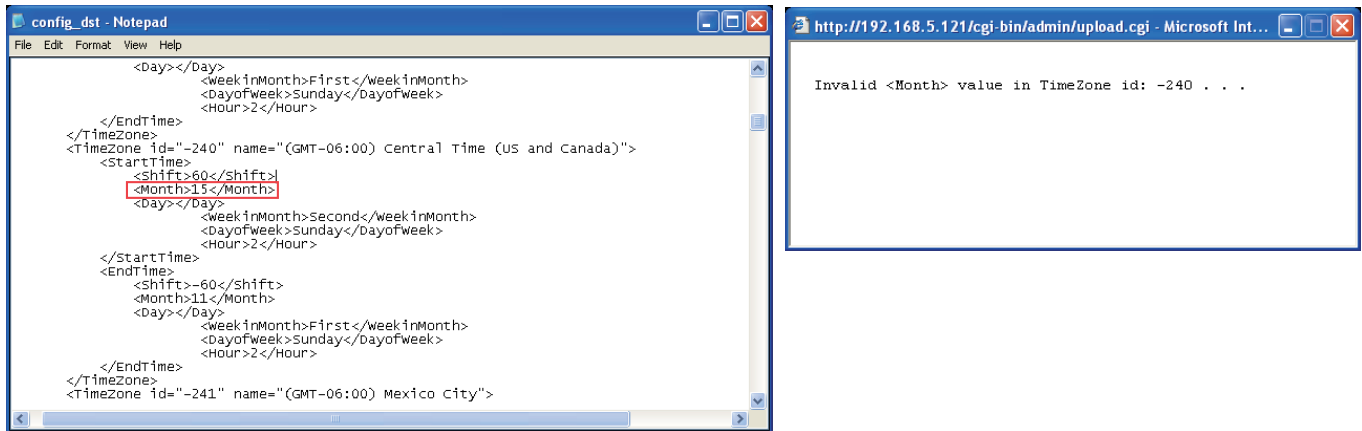 config_dst - Notepad
File Edit Format View Help
<Day></Day>
<WeekinMonth>First</WeekinMonth>
<DayofWeek>Sunday</DayofWeek>
<Hour>2</Hour>
</EndTime>
</TimeZone>
<TimeZone id="-240" name="(GMT-06:00) Central Time (US and Canada)">
<StartTime>
<Shift>60</Shift>
<Month>15</Month>
<Day></Day>
<WeekinMonth>Second</WeekinMonth>
<DayofWeek>Sunday</DayofWeek>
<Hour>2</Hour>
</StartTime>
<EndTime>
<Shift>-60</Shift>
<Month>11</Month>
<Day></Day>
<WeekinMonth>First</WeekinMonth>
<DayofWeek>Sunday</DayofWeek>
<Hour>2</Hour>
</EndTime>
</TimeZone>
<TimeZone id="-241" name="(GMT-06:00) Mexico City">
http://192.168.5.121/cgi-bin/admin/upload.cgi - Microsoft Int...
Invalid <Month> value in TimeZone id: -240 . . .